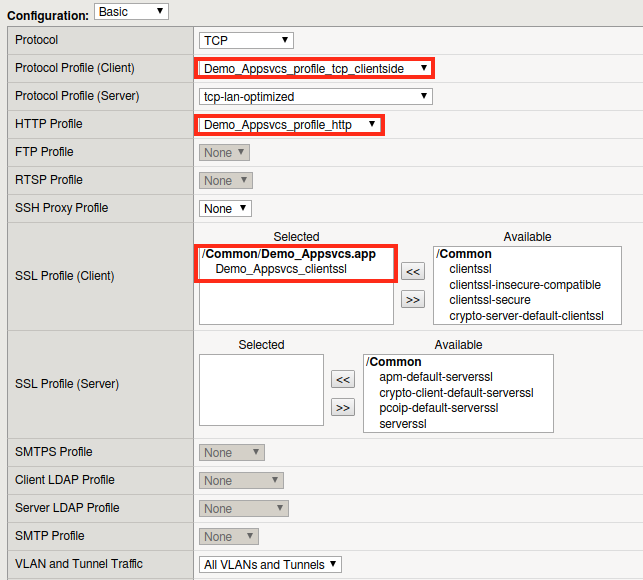 Configuration: Basic
Protocol TCP
Protocol Profile (Client) Demo_Appsvcs_profile_tcp_clientside
Protocol Profile (Server) tcp-lan-optimized
HTTP Profile Demo_Appsvcs_profile_http
FTP Profile None
RTSP Profile None
SSH Proxy Profile None
SSL Profile (Client)
Selected Available
/Common/Demo_Appsvcs.app /Common
Demo_Appsvcs_clientssl clientssl
<< clientssl-insecure-compatible
>> clientssl-secure
crypto-server-default-clientssl
SSL Profile (Server)
Selected Available
/Common
<< apm-default-serverssl
crypto-client-default-serverssl
>> pcoip-default-serverssl
serverssl
SMTPS Profile None
Client LDAP Profile None
Server LDAP Profile None
SMTP Profile None
VLAN and Tunnel Traffic All VLANs and Tunnels